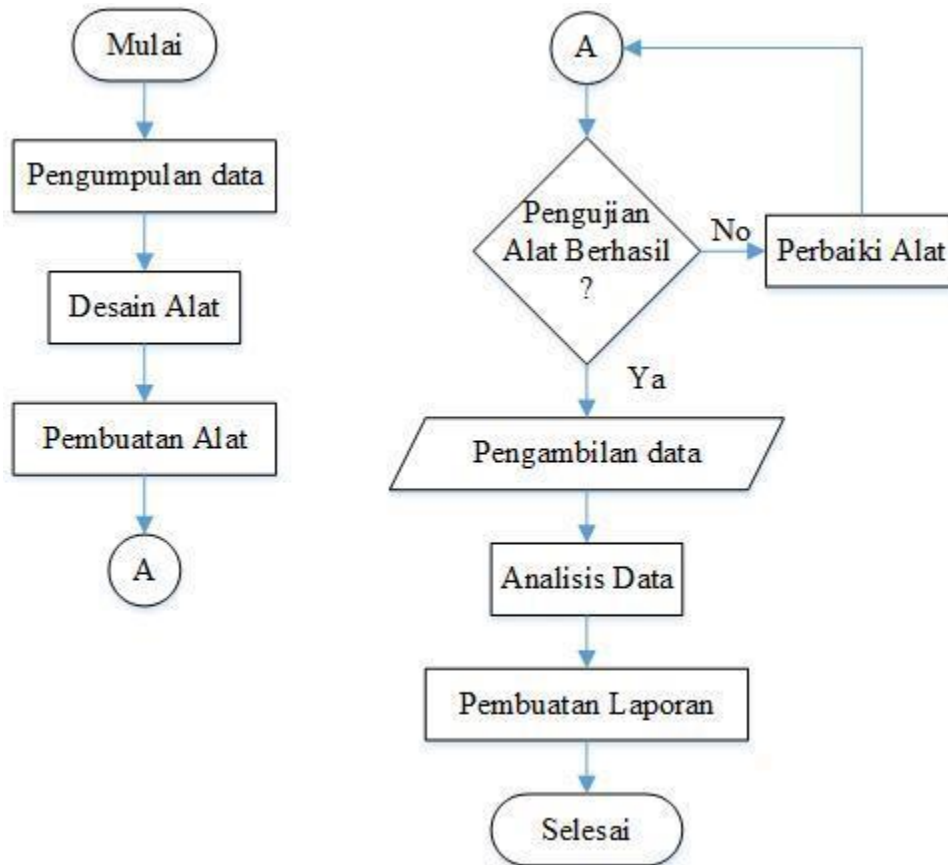 Mulai
Pengumpulan data
Desain Alat
Pembuatan Alat
A
A
Pengujian
Alat Berhasil
?
No
Perbaiki Alat
Ya
Pengambilan data
Analisis Data
Pembuatan Laporan
Selesai